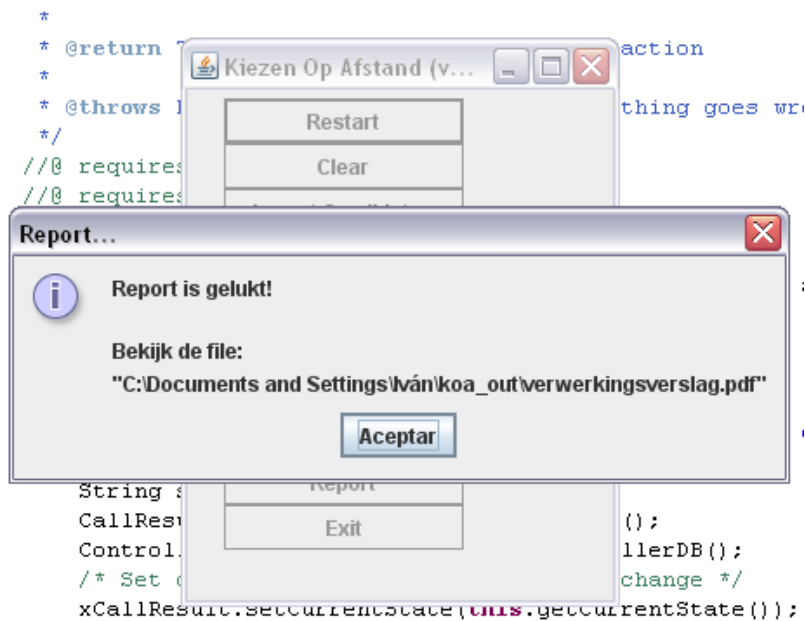 *
* @return
action
*
Kiezen Op Afstand (v...
* @throws
thing goes
*/
Restart
//@ requires
Clear
//@ requires
Report...
Report is gelukt!
Bekijk de file:
"C:\Documents and Settings\Iván\koa_out\verwerkingsverslag.pdf"
Aceptar
String
Report
CallResu
();
Exit
Control
llerDB();
/* Set
change */
xCallResult.setCurrentState(this.getCurrentState());